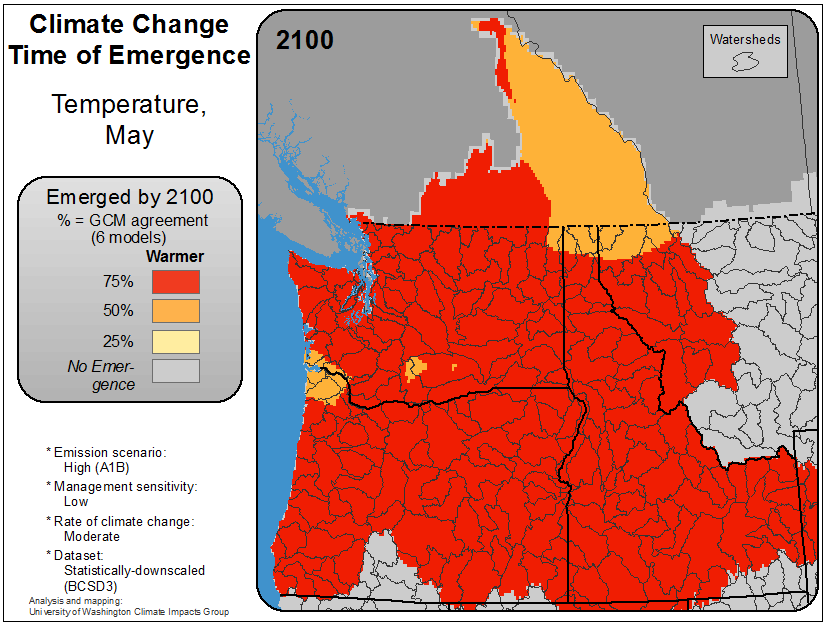 Climate Change
Time of Emergence
Temperature,
May
Emerged by 2100
% = GCM agreement
(6 models)
Warmer
75%
50%
25%
No Emer-
gence
* Emission scenario:
High (A1B)
* Management sensitivity:
Low
* Rate of climate change:
Moderate
* Dataset:
Statistically-downscaled
(BCSD3)
Analysis and mapping:
University of Washington Climate Impacts Group
2100
Watersheds